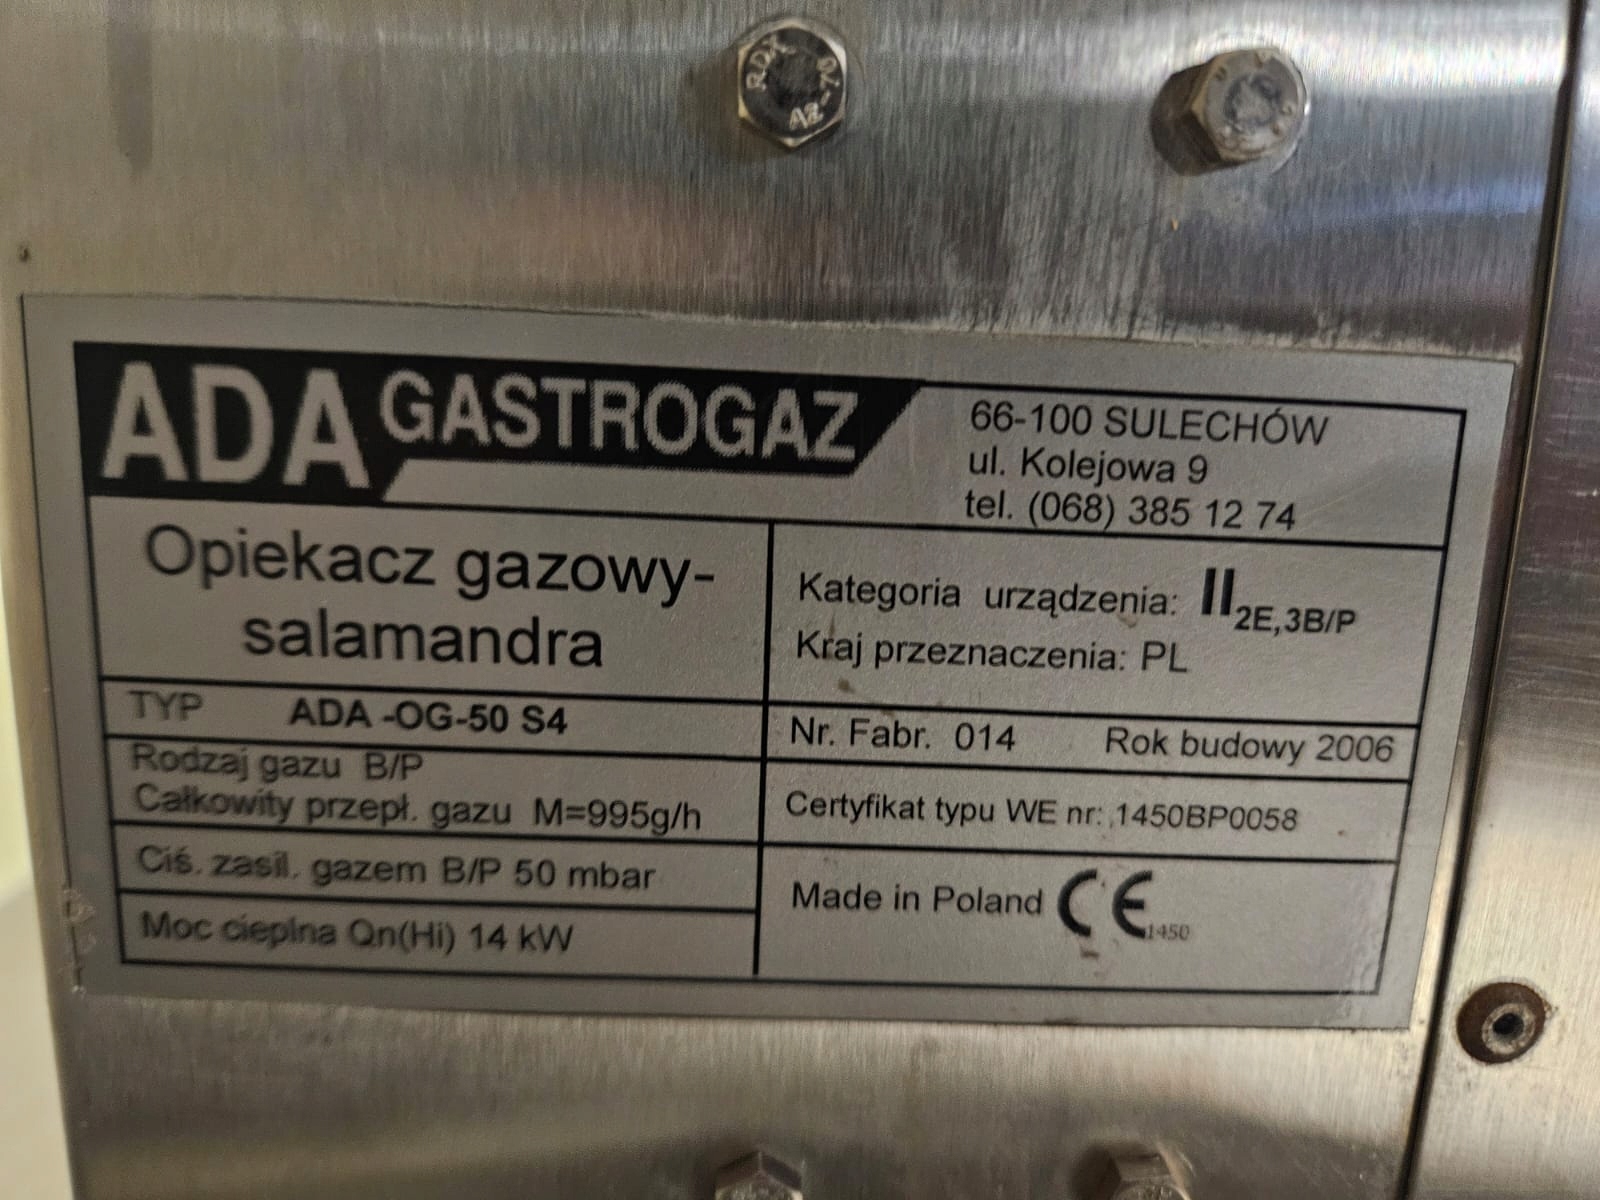 ADA GASTROGAZ
66-100 SULECHÓW
ul. Kolejowa 9
tel. (068) 385 12 74
Opiekacz gazowy-
salamandra
Kategoria urządzenia: II2E,3B/P
Kraj przeznaczenia: PL
TYP ADA -OG-50 S4
Nr. Fabr. 014 Rok budowy 2006
Rodzaj gazu B/P
Całkowity przepł. gazu M=995g/h
Certyfikat typu WE nr: 1450BP0058
Ciś. zasil. gazem B/P 50 mbar
Moc cieplna Qn(Hi) 14 kW
Made in Poland CE 1450